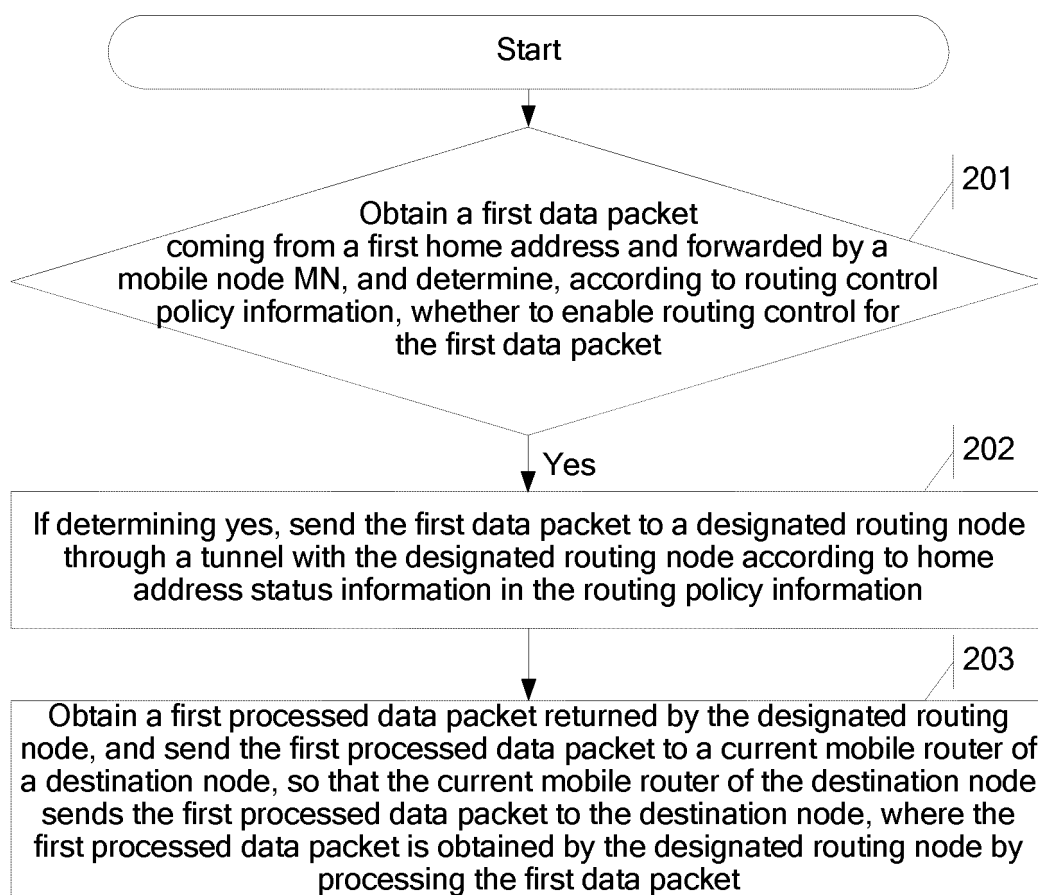 Start
201
Obtain a first data packet
coming from a first home address and forwarded by a
mobile node MN, and determine, according to routing control
policy information, whether to enable routing control for
the first data packet
202
Yes
If determining yes, send the first data packet to a designated routing node
through a tunnel with the designated routing node according to home
address status information in the routing policy information
203
Obtain a first processed data packet returned by the designated routing
node, and send the first processed data packet to a current mobile router of
a destination node, so that the current mobile router of the destination node
sends the first processed data packet to the destination node, where the
first processed data packet is obtained by the designated routing node by
processing the first data packet